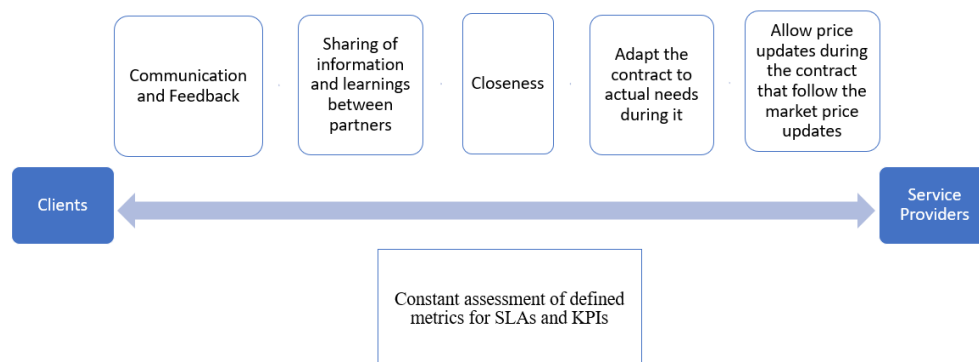 Communication
and Feedback
Sharing of
information
and learnings
between
partners
Closeness
Adapt the
contract to
actual needs
during it
Allow price
updates during
the contract
that follow the
market price
updates
Clients
Service
Providers
Constant assessment of defined
metrics for SLAs and KPIs